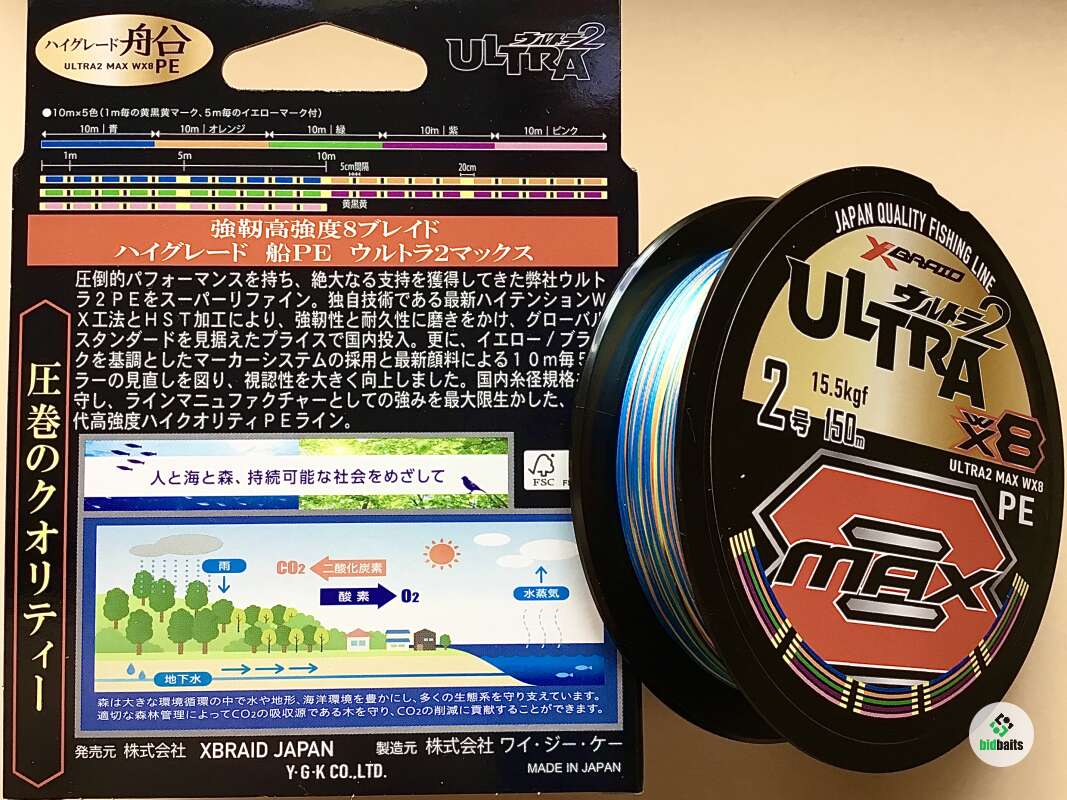 ハイグレード 船
ULTRA2 MAX WX8 PE
ウルトラ2
ULTRA
●10m×5色（1m毎の黄黒黄マーク、5m毎のイエローマーク付）
10m | 青
10m | オレンジ
10m | 緑
10m | 紫
10m | ピンク
1m
5m
10m
5cm間隔
20cm
黄黒黄
強靭高強度8ブレイド
ハイグレード 船PE ウルトラ2マックス
圧倒的パフォーマンスを持ち、絶大なる支持を獲得してきた弊社ウルト
ラ2PEをスーパーリファイン。独自技術である最新ハイテンションW
X工法とHST加工により、強靭性と耐久性に磨きをかけ、グローバル
スタンダードを見据えたプライスで国内投入。更に、イエロー/ブラ
クを基調としたマーカーシステムの採用と最新顔料による10m毎5
ラーの見直しを図り、視認性を大きく向上しました。国内糸径規格
守し、ラインマニュファクチャーとしての強みを最大限生かした、
代高強度ハイクオリティPEライン。
圧巻のクオリティー
人と海と森、持続可能な社会をめざして
FSC
雨
CO2
二酸化炭素
酸素
O2
水蒸気
地下水
森は大きな環境循環の中で水や地形、海洋環境を豊かにし、多くの生態系を守り支えています。
適切な森林管理によってCO2の吸収源である木を守り、CO2の削減に貢献することができます。
発売元 株式会社 XBRAID JAPAN
製造元 株式会社 ワイ・ジー・ケー
Y・G・K CO.,LTD.
MADE IN JAPAN
JAPAN QUALITY FISHING LINE
XBRAID
ウルトラ2
ULTRA
2号
15.5kgf
150m
WX8
ULTRA2 MAX WX8
PE
2
MAX
bidbaits